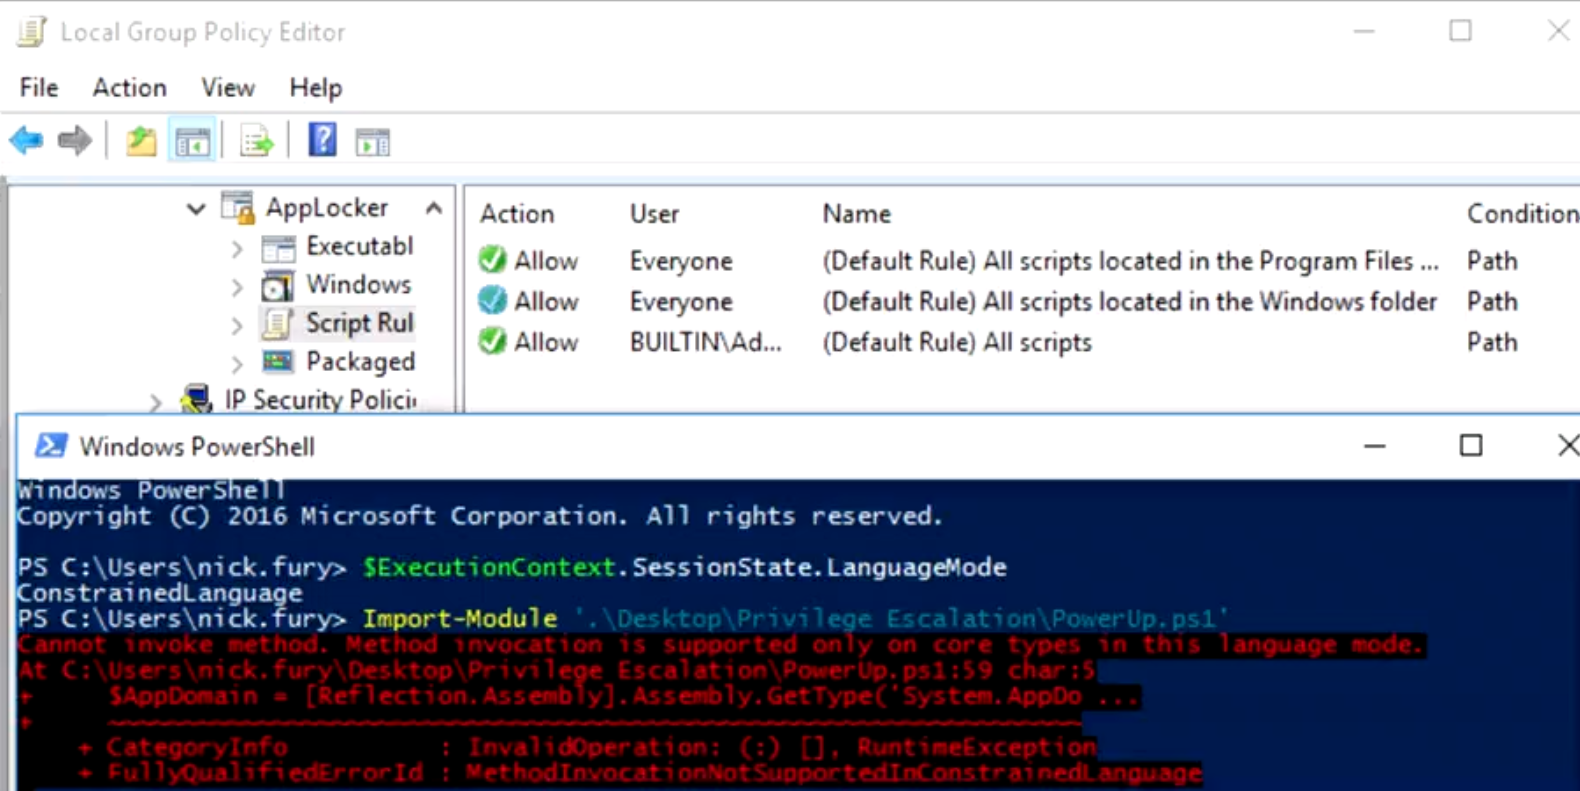 Local Group Policy Editor
File Action View Help
AppLocker
Executabl
Windows
Script Rul
Packaged
IP Security Polici
Action User Name Condition
Allow Everyone (Default Rule) All scripts located in the Program Files ... Path
Allow Everyone (Default Rule) All scripts located in the Windows folder Path
Allow BUILTIN\Ad... (Default Rule) All scripts Path
Windows PowerShell
Windows PowerShell
Copyright (C) 2016 Microsoft Corporation. All rights reserved.
PS C:\Users\nick.fury> $ExecutionContext.SessionState.LanguageMode
ConstrainedLanguage
PS C:\Users\nick.fury> Import-Module '.\Desktop\Privilege Escalation\PowerUp.ps1'
Cannot invoke method. Method invocation is supported only on core types in this language mode.
At C:\Users\nick.fury\Desktop\Privilege Escalation\PowerUp.ps1:59 char:5
+ $AppDomain = [Reflection.Assembly].Assembly.GetType('System.AppDo ...
+ ~~~~~~~~~~~~~~~~~~~~~~~~~~~~~~~~~~~~~~~~~~~~~~~~~~~~~~~~~~~~~~~~~
+ CategoryInfo : InvalidOperation: (:) [], RuntimeException
+ FullyQualifiedErrorId : MethodInvocationNotSupportedInConstrainedLanguage